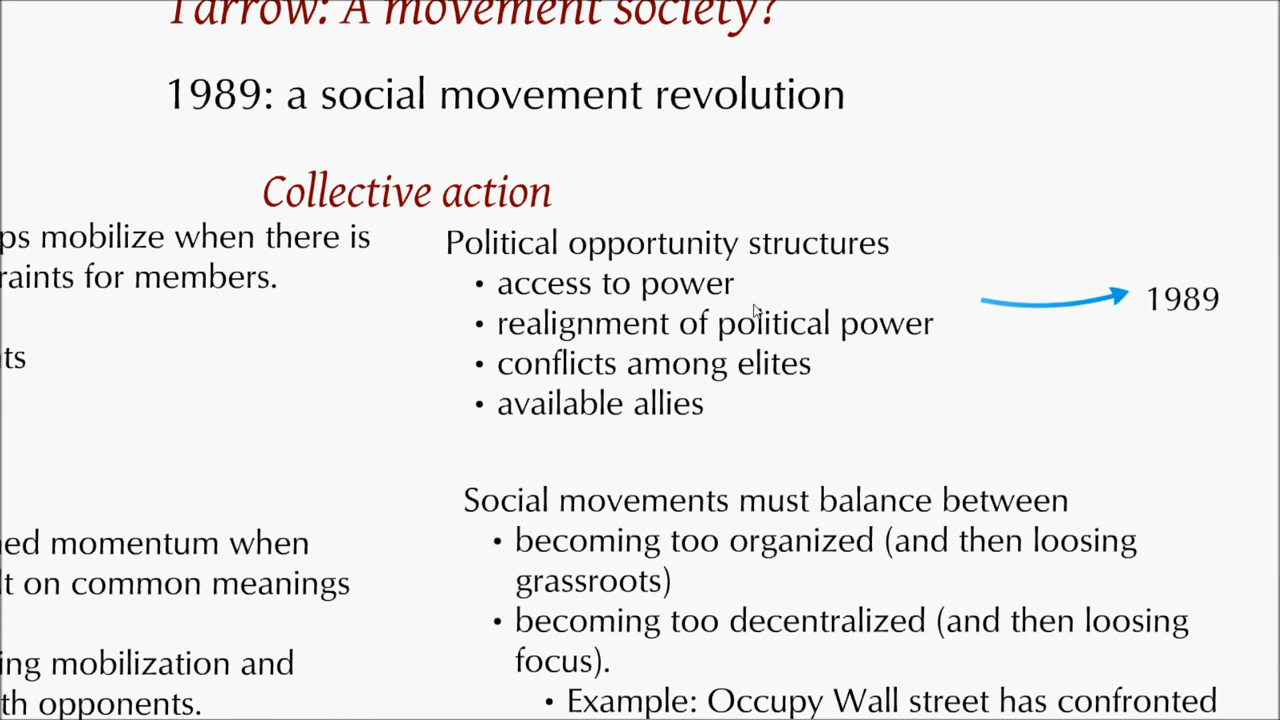 Tarrow: A movement society?
1989: a social movement revolution
Collective action
ps mobilize when there is
raints for members.
ts
ned momentum when
lt on common meanings
ing mobilization and
th opponents.
Political opportunity structures
• access to power
• realignment of political power
• conflicts among elites
• available allies
1989
Social movements must balance between
• becoming too organized (and then loosing
grassroots)
• becoming too decentralized (and then loosing
focus).
• Example: Occupy Wall street has confronted